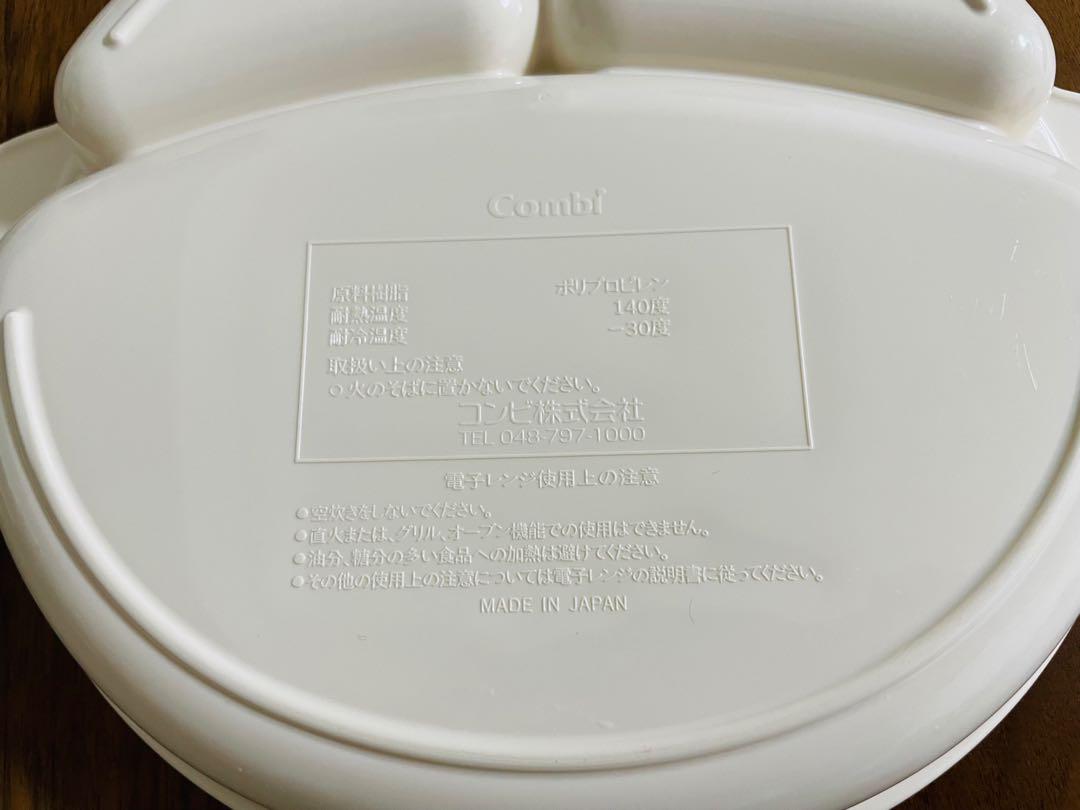 Combi
原料樹脂 ポリプロピレン
耐熱温度 140度
耐冷温度 −30度
取扱い上の注意
○火のそばに置かないでください。
コンビ株式会社
TEL 048-797-1000
電子レンジ使用上の注意
●空炊きをしないでください。
●直火または、グリル、オーブン機能での使用はできません。
●油分、糖分の多い食品への加熱は避けてください。
●その他の使用上の注意については電子レンジの説明書に従ってください。
MADE IN JAPAN